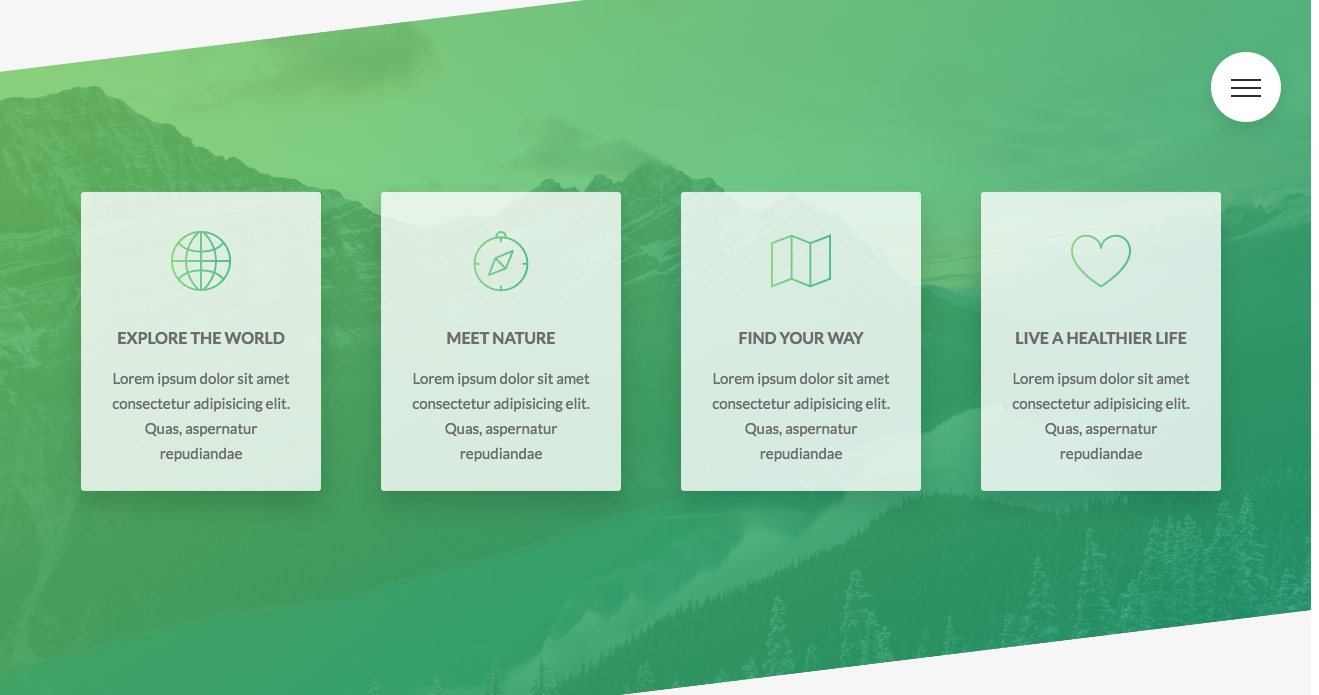 EXPLORE THE WORLD
Lorem ipsum dolor sit amet
consectetur adipisicing elit.
Quas, aspernatur
repudiandae
MEET NATURE
Lorem ipsum dolor sit amet
consectetur adipisicing elit.
Quas, aspernatur
repudiandae
FIND YOUR WAY
Lorem ipsum dolor sit amet
consectetur adipisicing elit.
Quas, aspernatur
repudiandae
LIVE A HEALTHIER LIFE
Lorem ipsum dolor sit amet
consectetur adipisicing elit.
Quas, aspernatur
repudiandae